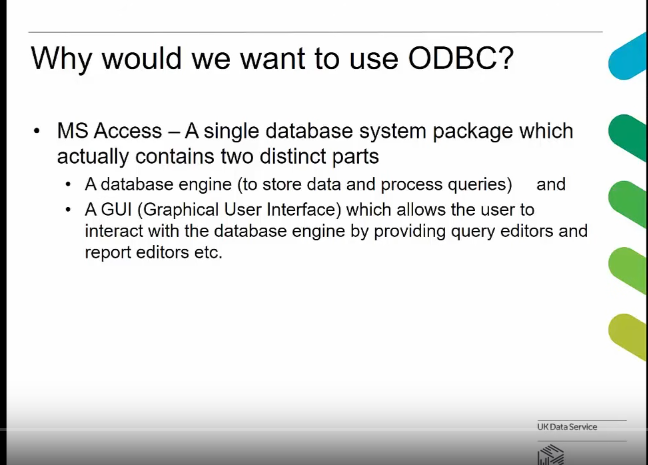 Why would we want to use ODBC?
• MS Access – A single database system package which
actually contains two distinct parts
• A database engine (to store data and process queries) and
• A GUI (Graphical User Interface) which allows the user to
interact with the database engine by providing query editors and
report editors etc.
UK Data Service